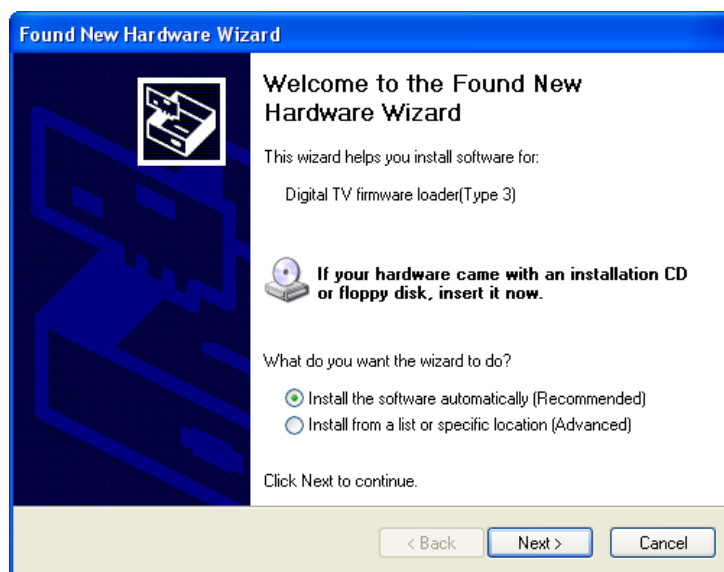 Found New Hardware Wizard
Welcome to the Found New
Hardware Wizard
This wizard helps you install software for:
Digital TV firmware loader(Type 3)
If your hardware came with an installation CD
or floppy disk, insert it now.
What do you want the wizard to do?
Install the software automatically (Recommended)
Install from a list or specific location (Advanced)
Click Next to continue.
< Back
Next >
Cancel